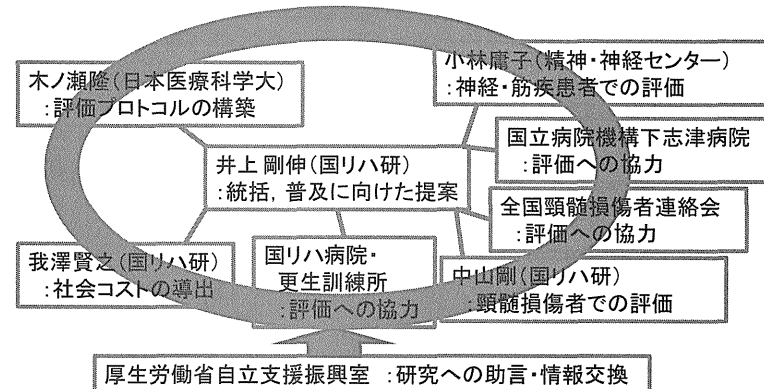 木ノ瀬隆(日本医療科学大)
:評価プロトコルの構築
小林庸子(精神・神経センター)
:神経・筋疾患者での評価
国立病院機構下志津病院
:評価への協力
井上 剛伸(国リハ研)
:統括，普及に向けた提案
全国頸髄損傷者連絡会
:評価への協力
我澤賢之(国リハ研)
:社会コストの導出
国リハ病院・
更生訓練所
:評価への協力
中山剛(国リハ研)
:頸髄損傷者での評価
厚生労働省自立支援振興室 :研究への助言・情報交換